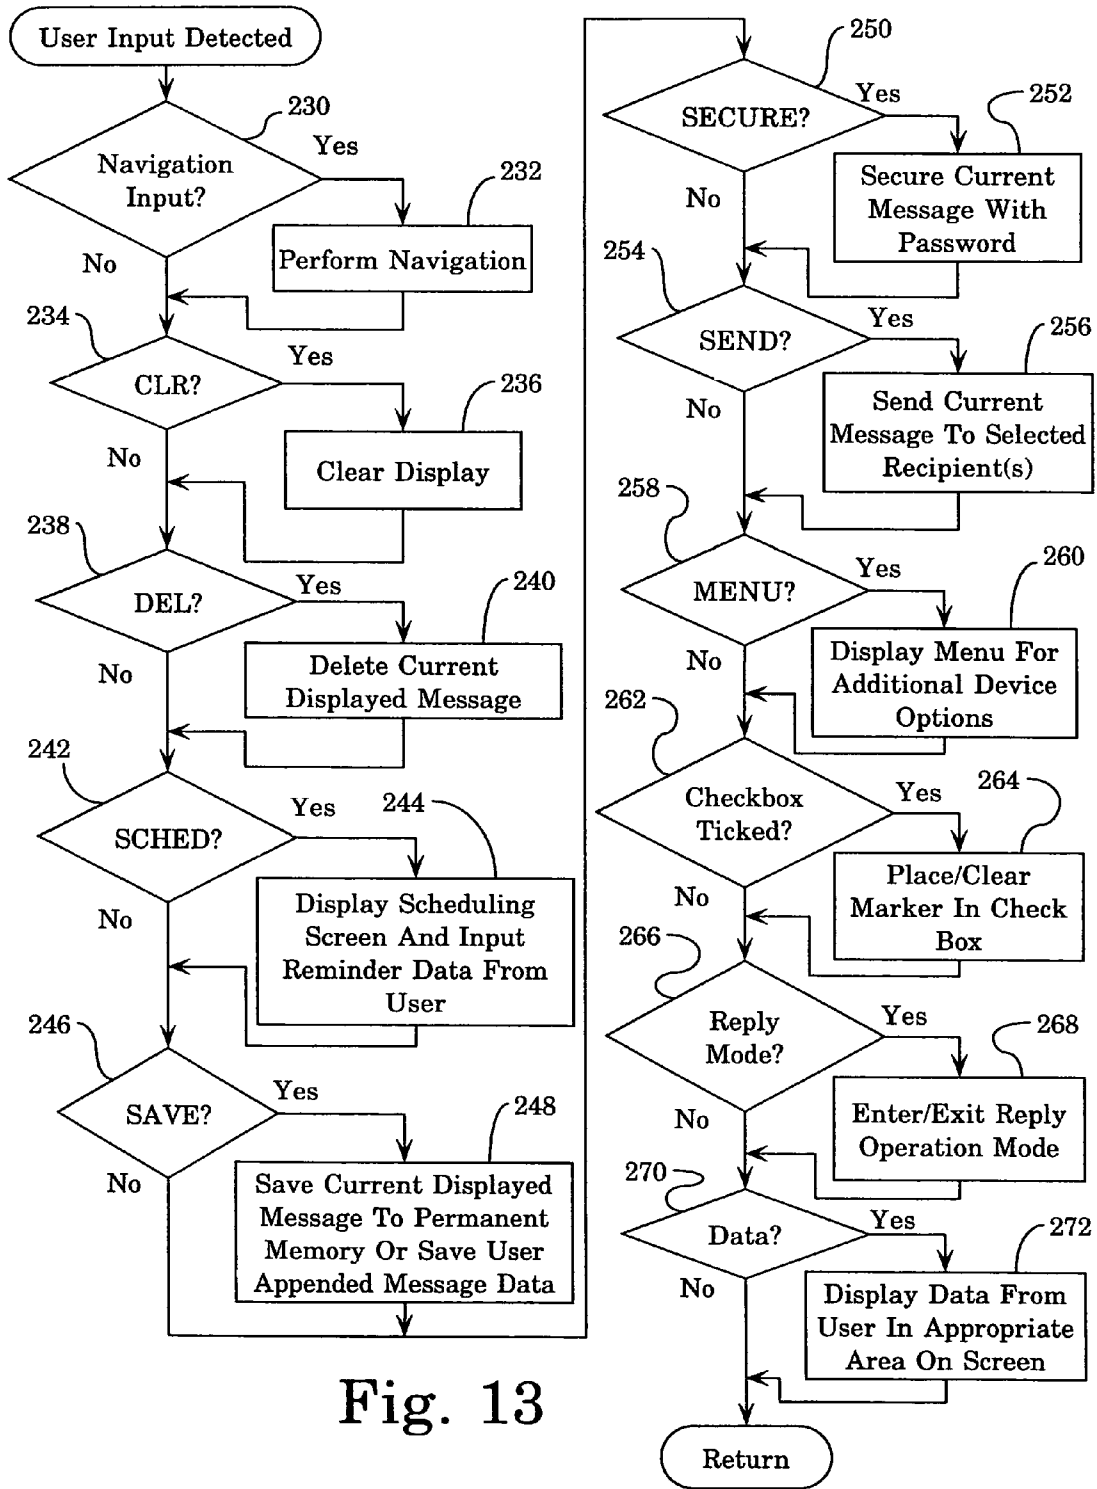 User Input Detected
230
Navigation
Input?
Yes
232
Perform Navigation
No
234
CLR?
Yes
236
Clear Display
No
238
DEL?
Yes
240
Delete Current
Displayed Message
No
242
SCHED?
Yes
244
Display Scheduling
Screen And Input
Reminder Data From
User
No
246
SAVE?
Yes
248
Save Current Displayed
Message To Permanent
Memory Or Save User
Appended Message Data
No
250
SECURE?
Yes
252
Secure Current
Message With
Password
No
254
SEND?
Yes
256
Send Current
Message To Selected
Recipient(s)
No
258
MENU?
Yes
260
Display Menu For
Additional Device
Options
No
262
Checkbox
Ticked?
Yes
264
Place/Clear
Marker In Check
Box
No
266
Reply
Mode?
Yes
268
Enter/Exit Reply
Operation Mode
No
270
Data?
Yes
272
Display Data From
User In Appropriate
Area On Screen
No
Return
Fig. 13